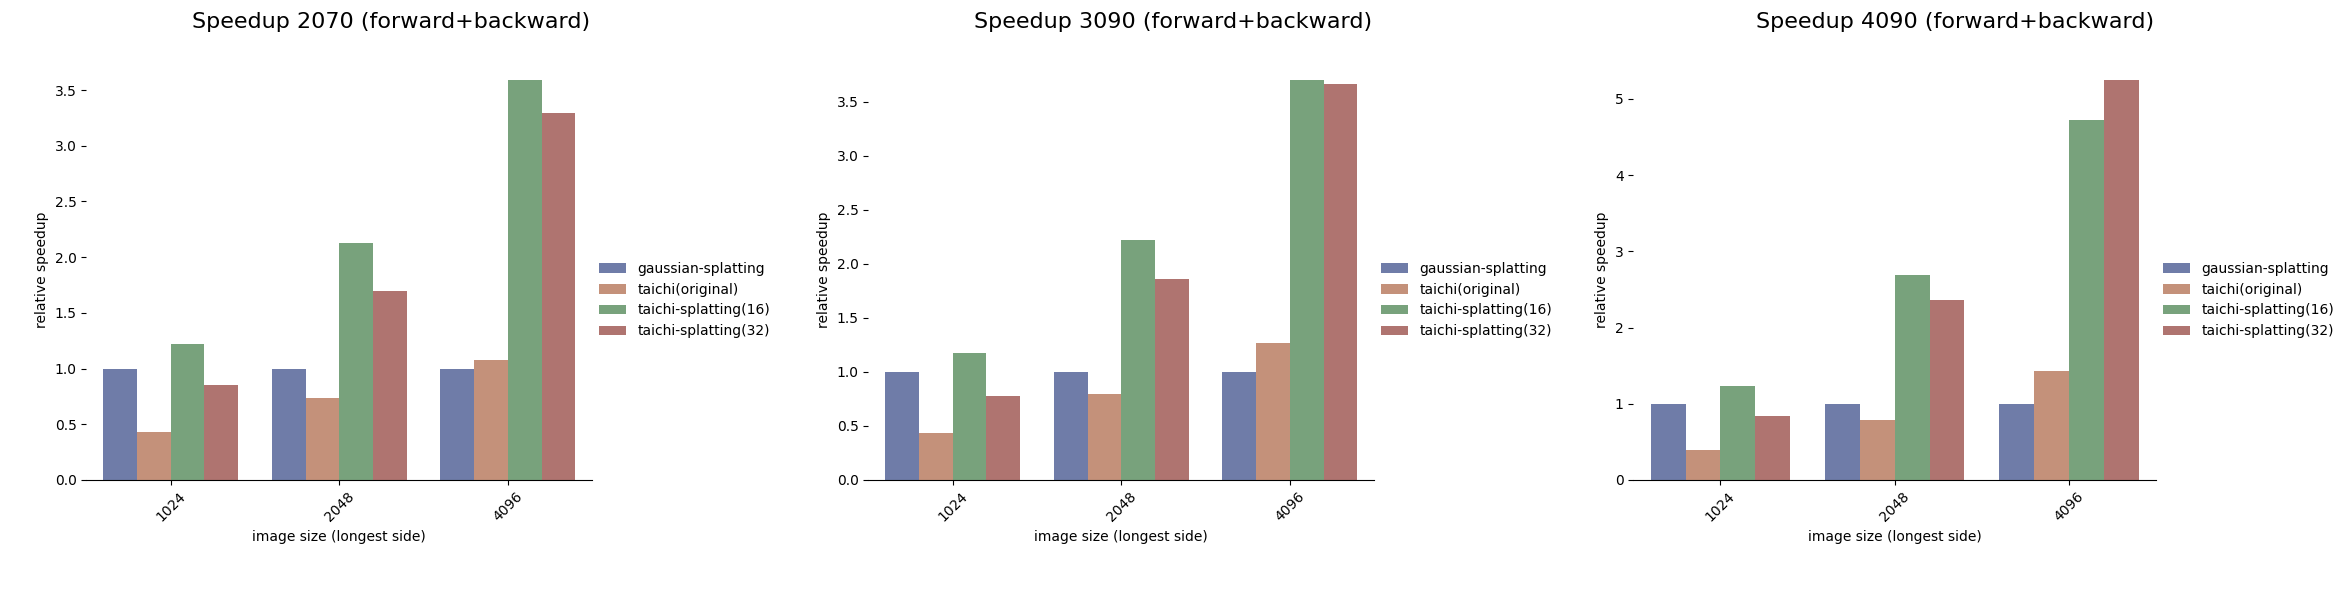 Speedup 2070 (forward+backward)
3.5
3.0
2.5
2.0
1.5
1.0
0.5
0.0
relative speedup
1024
2048
4096
image size (longest side)
gaussian-splatting
taichi(original)
taichi-splatting(16)
taichi-splatting(32)
Speedup 3090 (forward+backward)
3.5
3.0
2.5
2.0
1.5
1.0
0.5
0.0
relative speedup
1024
2048
4096
image size (longest side)
gaussian-splatting
taichi(original)
taichi-splatting(16)
taichi-splatting(32)
Speedup 4090 (forward+backward)
5
4
3
2
1
0
relative speedup
1024
2048
4096
image size (longest side)
gaussian-splatting
taichi(original)
taichi-splatting(16)
taichi-splatting(32)